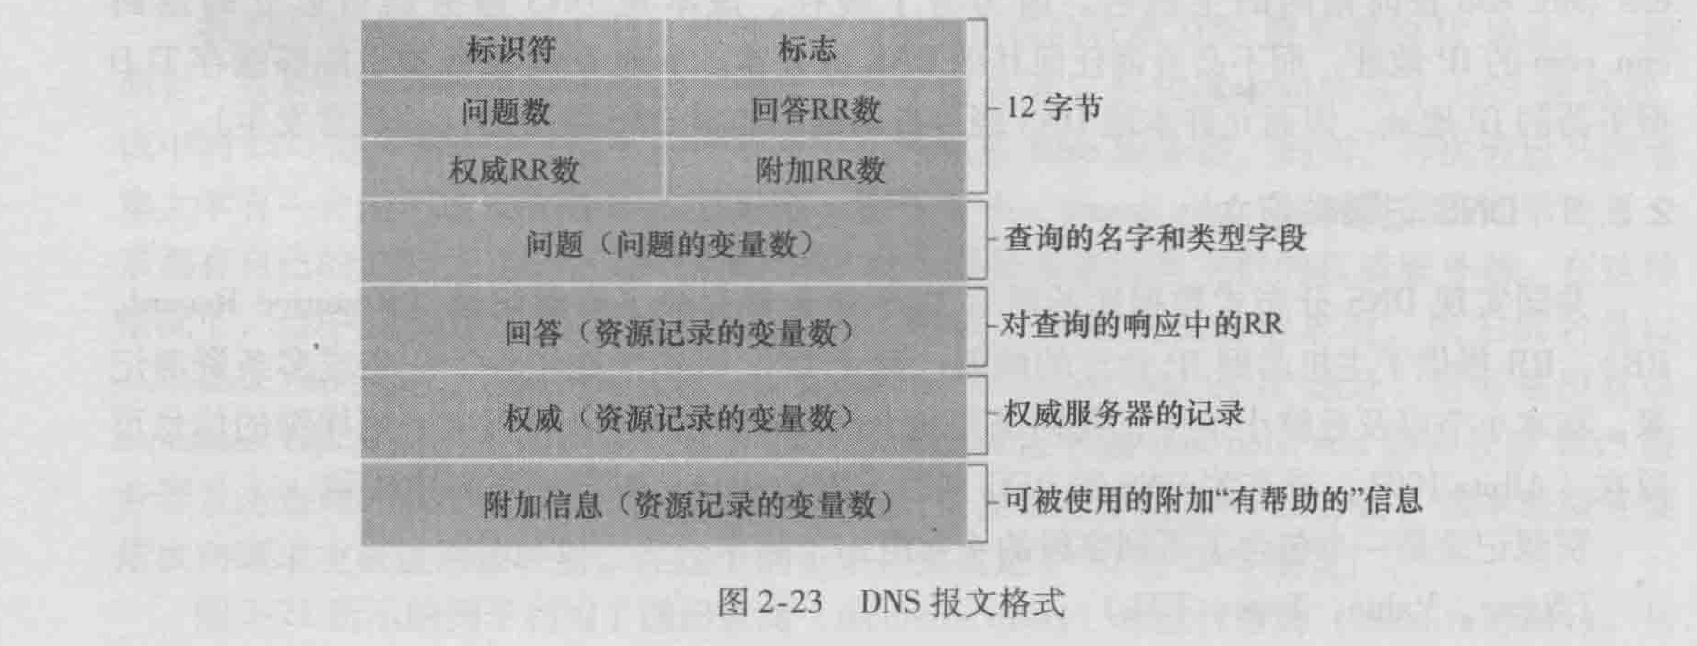 标识符 标志
问题数 回答RR数
12 字节
权威RR数 附加RR数
问题（问题的变量数） 查询的名字和类型字段
回答（资源记录的变量数） 对查询的响应中的RR
权威（资源记录的变量数） 权威服务器的记录
附加信息（资源记录的变量数） 可被使用的附加“有帮助的”信息
图 2-23 DNS 报文格式